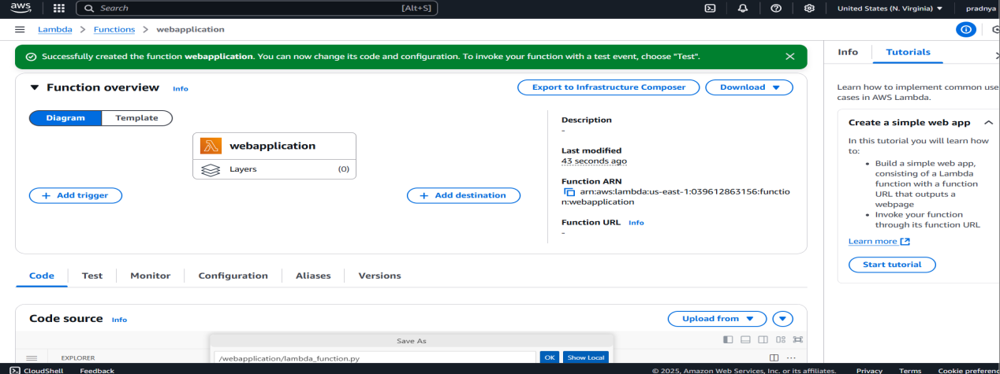 aws
Search [Alt+S]
United States (N. Virginia) pradnya
Lambda > Functions > webapplication
Successfully created the function webapplication. You can now change its code and configuration. To invoke your function with a test event, choose "Test".
Function overview Info
Export to Infrastructure Composer
Download
Diagram
Template
webapplication
Layers (0)
+ Add trigger
+ Add destination
Description
-
Last modified
43 seconds ago
Function ARN
arn:aws:lambda:us-east-1:039612863156:functio
n:webapplication
Function URL Info
-
Code Test Monitor Configuration Aliases Versions
Code source Info
Upload from
Save As
EXPLORER
/webapplication/lambda_function.py
OK
Show Local
Info Tutorials
Learn how to implement common use
cases in AWS Lambda.
Create a simple web app
In this tutorial you will learn how
to:
• Build a simple web app,
consisting of a Lambda
function with a function
URL that outputs a
webpage
• Invoke your function
through its function URL
Learn more
Start tutorial
CloudShell Feedback
© 2025, Amazon Web Services, Inc. or its affiliates. Privacy Terms Cookie preferenc